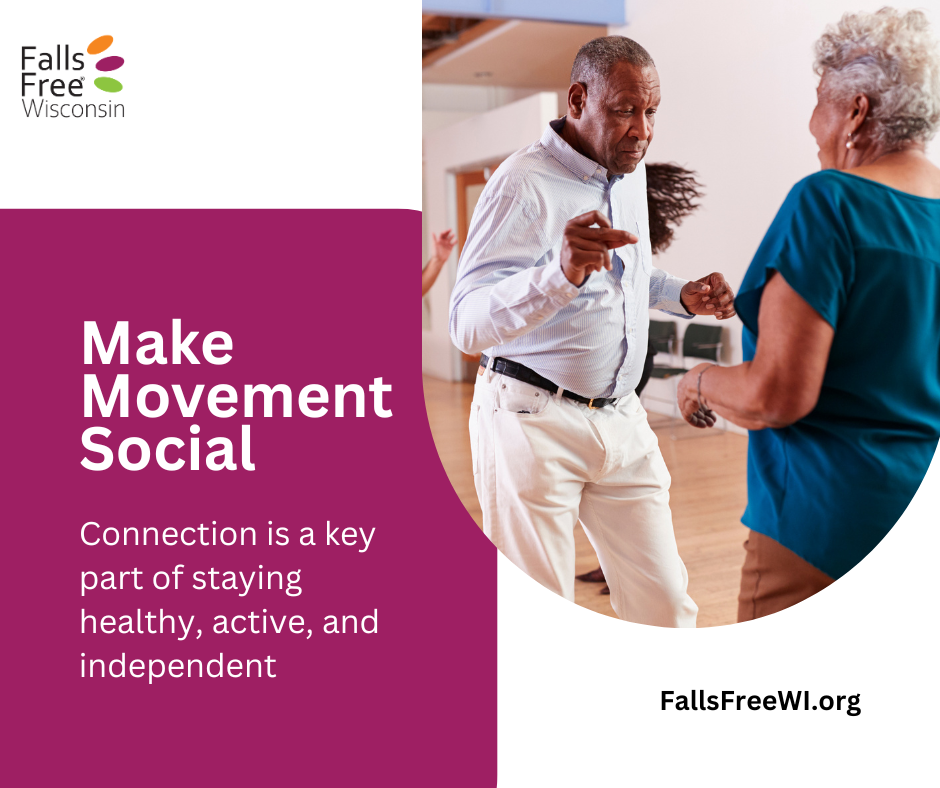 Falls
Free®
Wisconsin
Make
Movement
Social
Connection is a key
part of staying
healthy, active, and
independent
FallsFreeWI.org